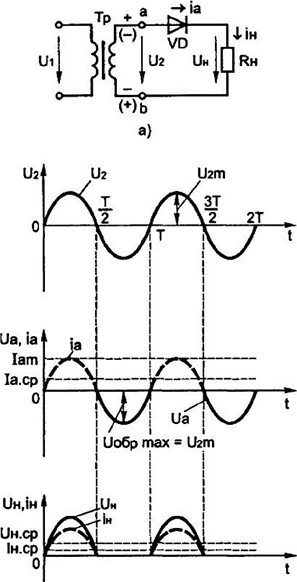 Тр + a → ia
(–) VD ↓ iн
U1 U2 Uн Rн
–
(+) b
а)
U2 U2 U2m
T/2 3T/2 2T
0 T t
Ua, ia
Iam ia
Ia.cp
0 Ua t
Uобр max = U2m
Uн,iн Uн
iн
Uн.ср
Iн.ср
0 t